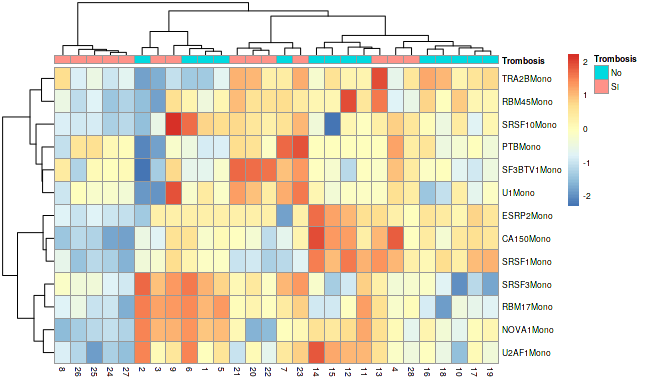 Trombosis
Trombosis
No
SI
2
1
0
-1
-2
TRA2BMono
RBM45Mono
SRSF10Mono
PTBMono
SF3BTV1Mono
U1Mono
ESRP2Mono
CA150Mono
SRSF1Mono
SRSF3Mono
RBM17Mono
NOVA1Mono
U2AF1Mono
8 26 25 24 27 2 3 9 6 1 5 21 20 22 7 23 14 15 12 11 13 4 28 16 18 10 17 19